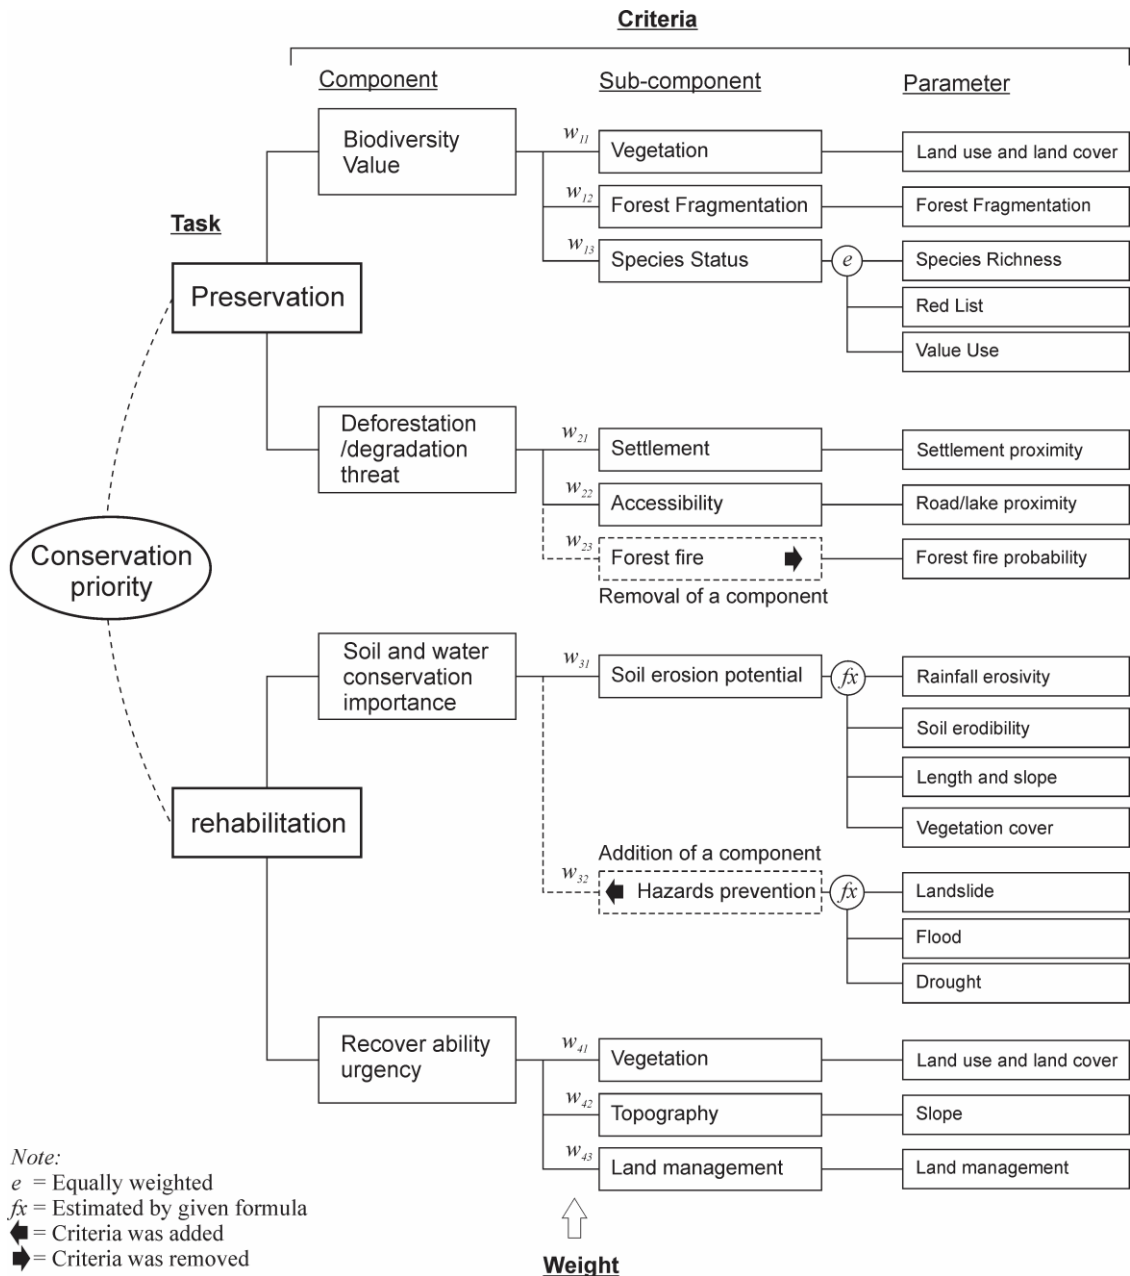 Criteria
Component
Sub-component
Parameter
Biodiversity
Value
w11
Vegetation
Land use and land cover
w12
Forest Fragmentation
Forest Fragmentation
w13
Species Status
e
Species Richness
Red List
Value Use
Task
Preservation
Deforestation
/degradation
threat
w21
Settlement
Settlement proximity
w22
Accessibility
Road/lake proximity
w23
Forest fire
Forest fire probability
Removal of a component
Conservation
priority
Soil and water
conservation
importance
w31
Soil erosion potential
fx
Rainfall erosivity
Soil erodibility
Length and slope
Vegetation cover
rehabilitation
Addition of a component
w32
Hazards prevention
fx
Landslide
Flood
Drought
Recover ability
urgency
w41
Vegetation
Land use and land cover
w42
Topography
Slope
w43
Land management
Land management
Weight
Note:
e = Equally weighted
fx = Estimated by given formula
= Criteria was added
= Criteria was removed